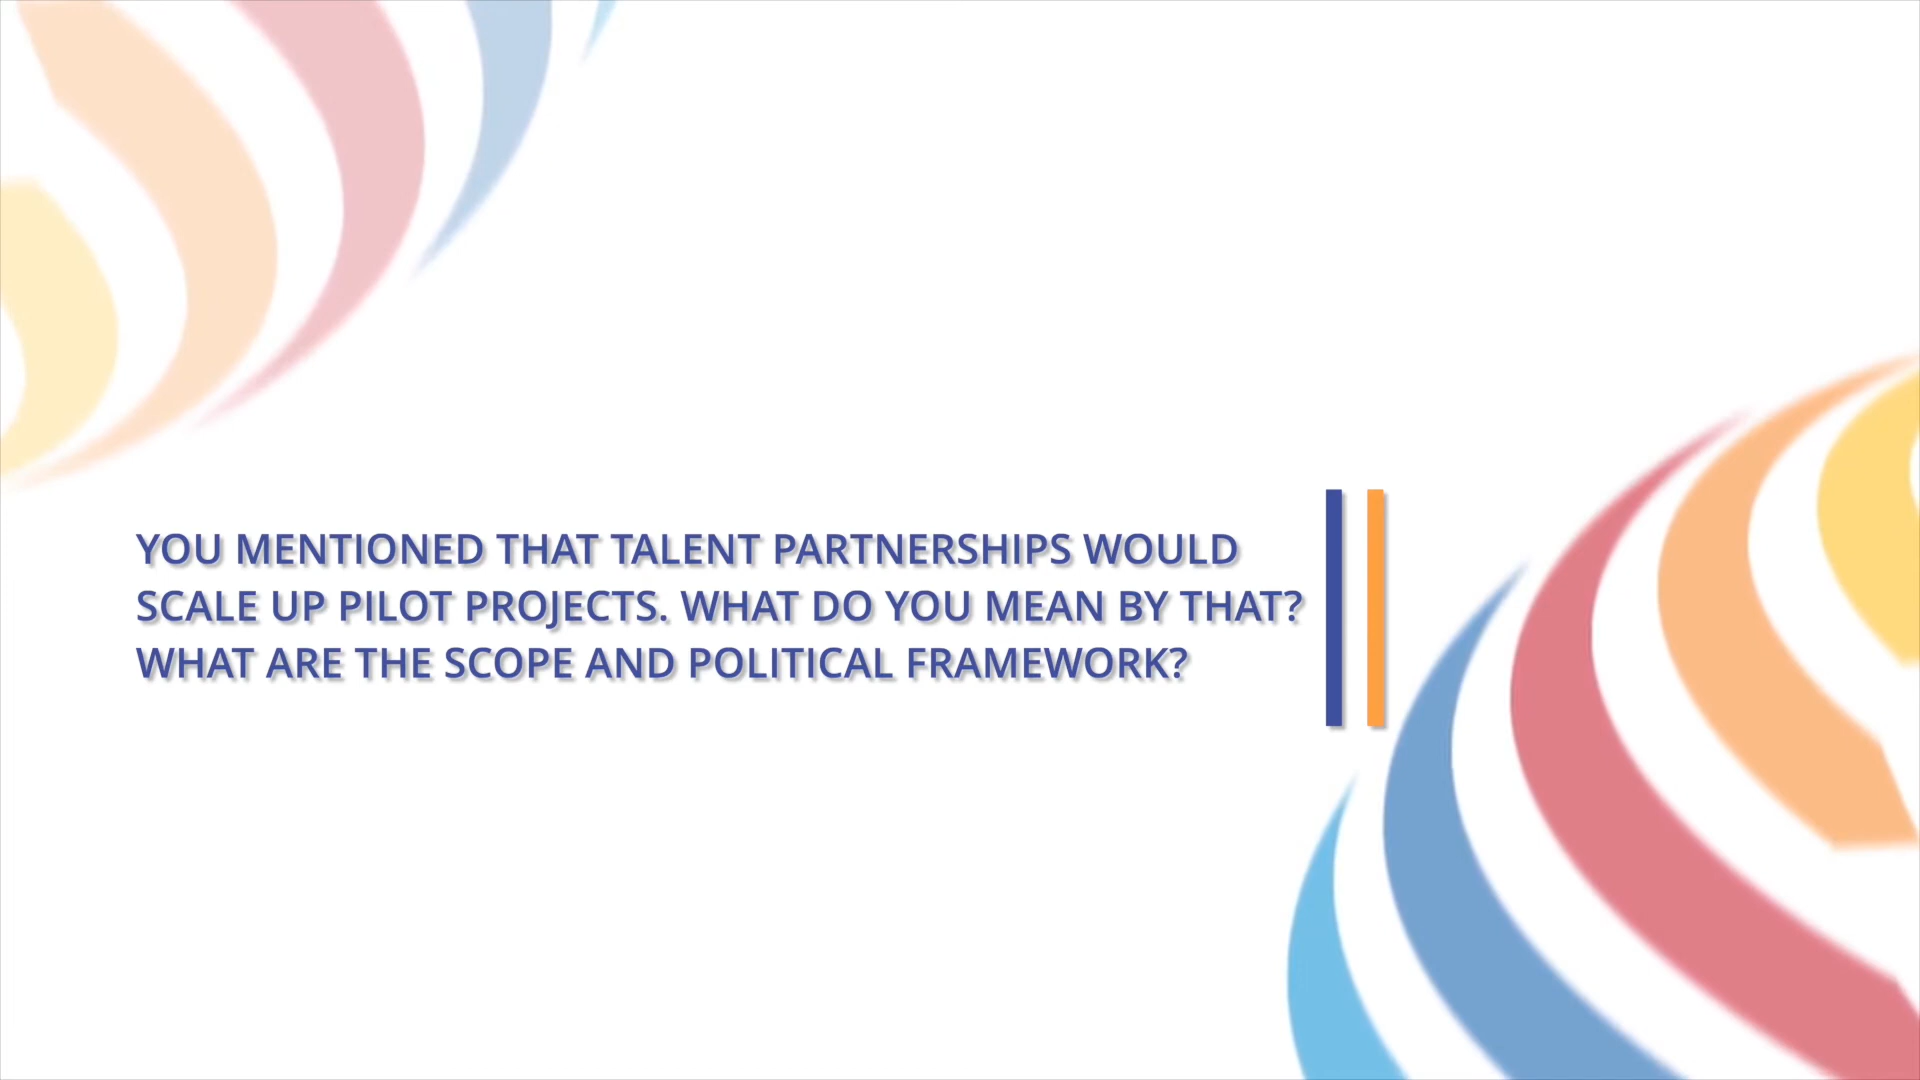 YOU MENTIONED THAT TALENT PARTNERSHIPS WOULD
SCALE UP PILOT PROJECTS. WHAT DO YOU MEAN BY THAT?
WHAT ARE THE SCOPE AND POLITICAL FRAMEWORK?